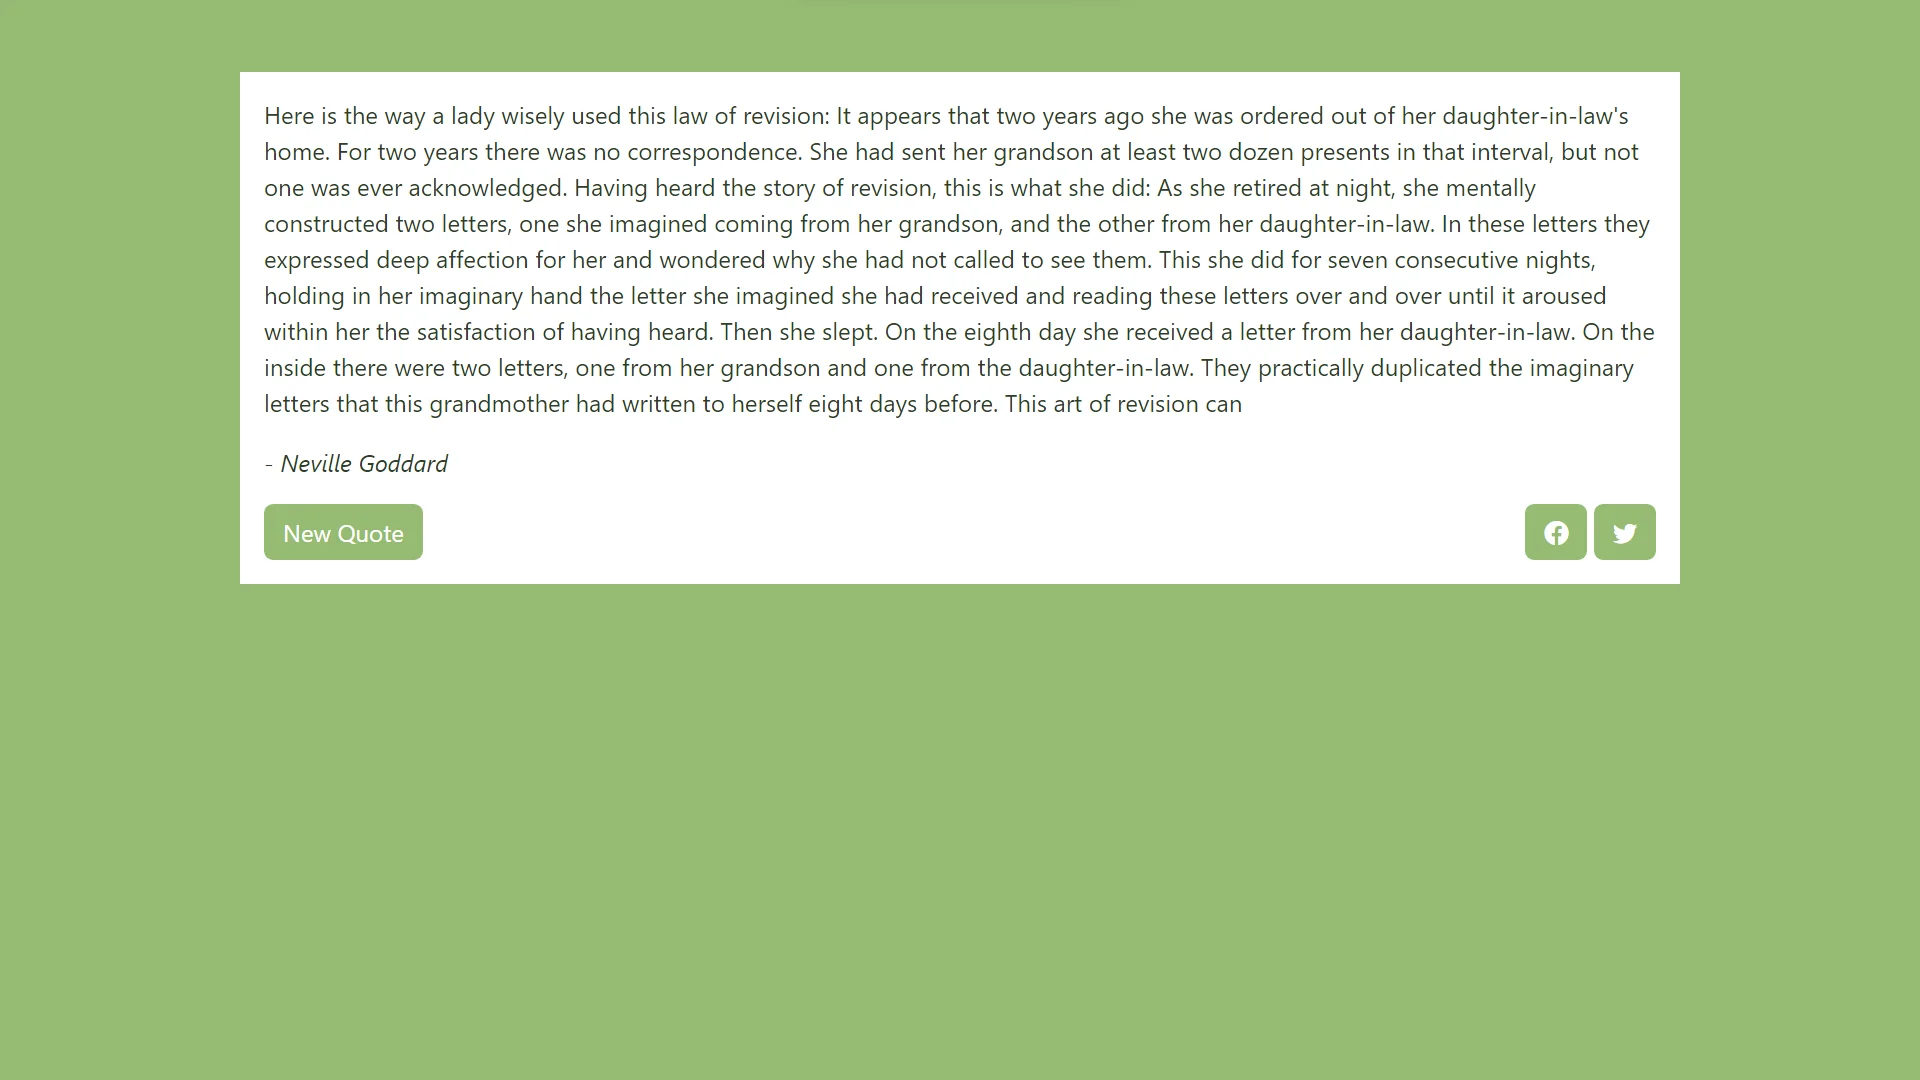 Here is the way a lady wisely used this law of revision: It appears that two years ago she was ordered out of her daughter-in-law's
home. For two years there was no correspondence. She had sent her grandson at least two dozen presents in that interval, but not
one was ever acknowledged. Having heard the story of revision, this is what she did: As she retired at night, she mentally
constructed two letters, one she imagined coming from her grandson, and the other from her daughter-in-law. In these letters they
expressed deep affection for her and wondered why she had not called to see them. This she did for seven consecutive nights,
holding in her imaginary hand the letter she imagined she had received and reading these letters over and over until it aroused
within her the satisfaction of having heard. Then she slept. On the eighth day she received a letter from her daughter-in-law. On the
inside there were two letters, one from her grandson and one from the daughter-in-law. They practically duplicated the imaginary
letters that this grandmother had written to herself eight days before. This art of revision can
- Neville Goddard
New Quote